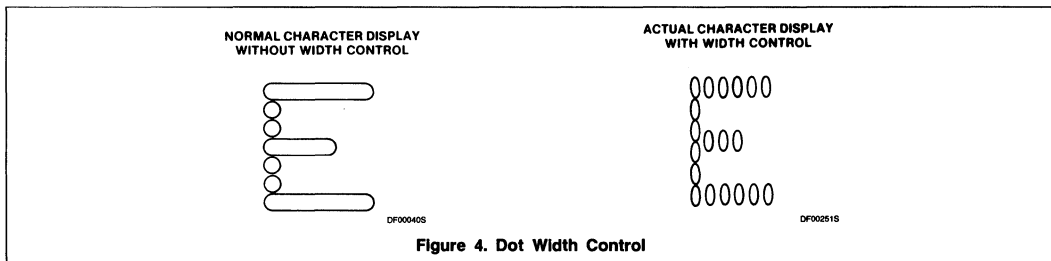 NORMAL CHARACTER DISPLAY
WITHOUT WIDTH CONTROL
DF00040S
ACTUAL CHARACTER DISPLAY
WITH WIDTH CONTROL
DF00251S
Figure 4. Dot Width Control